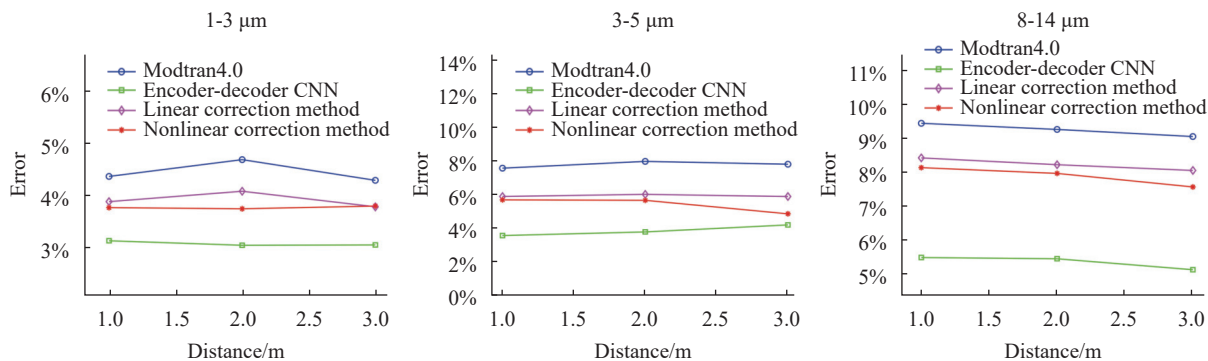 1-3 μm
6%
5%
4%
3%
Error
Modtran4.0
Encoder-decoder CNN
Linear correction method
Nonlinear correction method
1.0 1.5 2.0 2.5 3.0
Distance/m
3-5 μm
14%
12%
10%
8%
6%
4%
2%
0%
Error
Modtran4.0
Encoder-decoder CNN
Linear correction method
Nonlinear correction method
1.0 1.5 2.0 2.5 3.0
Distance/m
8-14 μm
11%
10%
9%
8%
7%
6%
5%
Error
Modtran4.0
Encoder-decoder CNN
Linear correction method
Nonlinear correction method
1.0 1.5 2.0 2.5 3.0
Distance/m